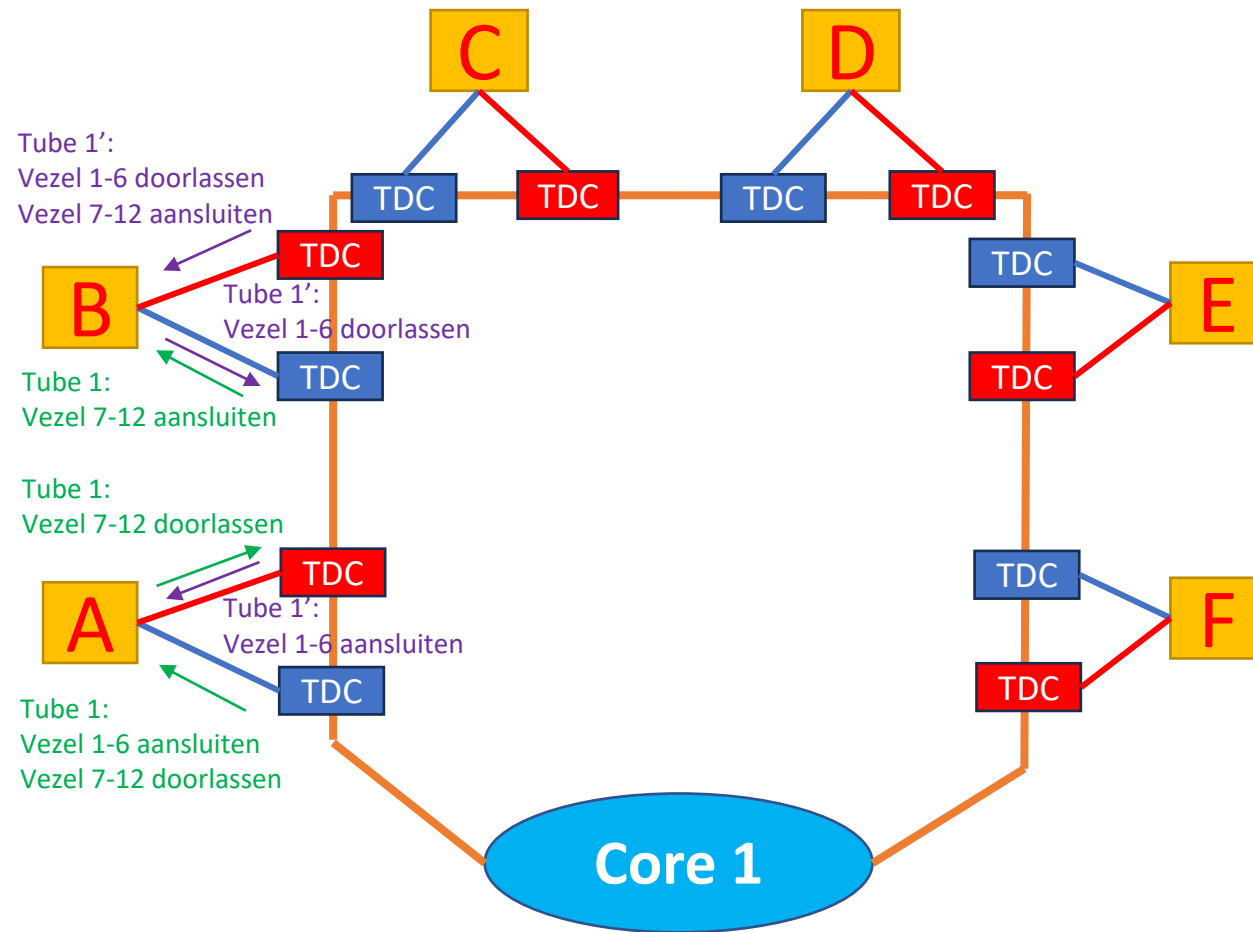 C
D
Tube 1’:
Vezel 1-6 doorlassen
Vezel 7-12 aansluiten
TDC
TDC
TDC
TDC
TDC
TDC
B
E
Tube 1’:
Vezel 1-6 doorlassen
TDC
TDC
Tube 1:
Vezel 7-12 aansluiten
Tube 1:
Vezel 7-12 doorlassen
TDC
TDC
A
F
Tube 1’:
Vezel 1-6 aansluiten
TDC
TDC
Tube 1:
Vezel 1-6 aansluiten
Vezel 7-12 doorlassen
Core 1